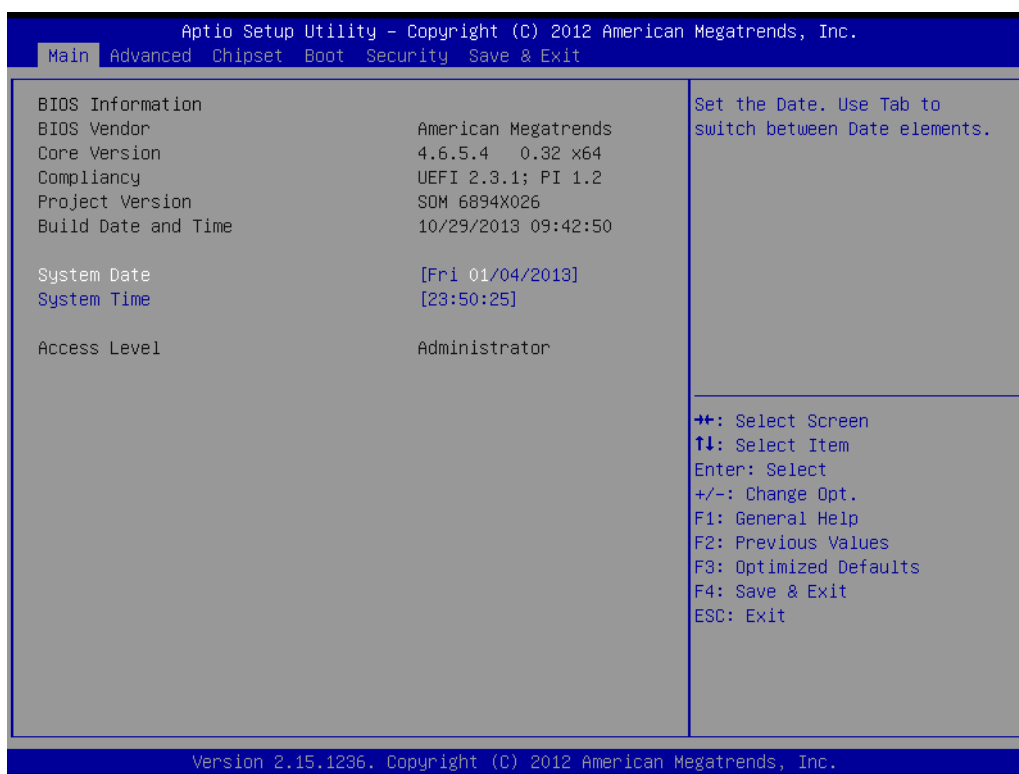 Aptio Setup Utility – Copyright (C) 2012 American Megatrends, Inc.
Main Advanced Chipset Boot Security Save & Exit
BIOS Information
BIOS Vendor American Megatrends
Core Version 4.6.5.4 0.32 x64
Compliancy UEFI 2.3.1; PI 1.2
Project Version SOM 6894X026
Build Date and Time 10/29/2013 09:42:50
System Date [Fri 01/04/2013]
System Time [23:50:25]
Access Level Administrator
Set the Date. Use Tab to
switch between Date elements.
→←: Select Screen
↑↓: Select Item
Enter: Select
+/-: Change Opt.
F1: General Help
F2: Previous Values
F3: Optimized Defaults
F4: Save & Exit
ESC: Exit
Version 2.15.1236. Copyright (C) 2012 American Megatrends, Inc.